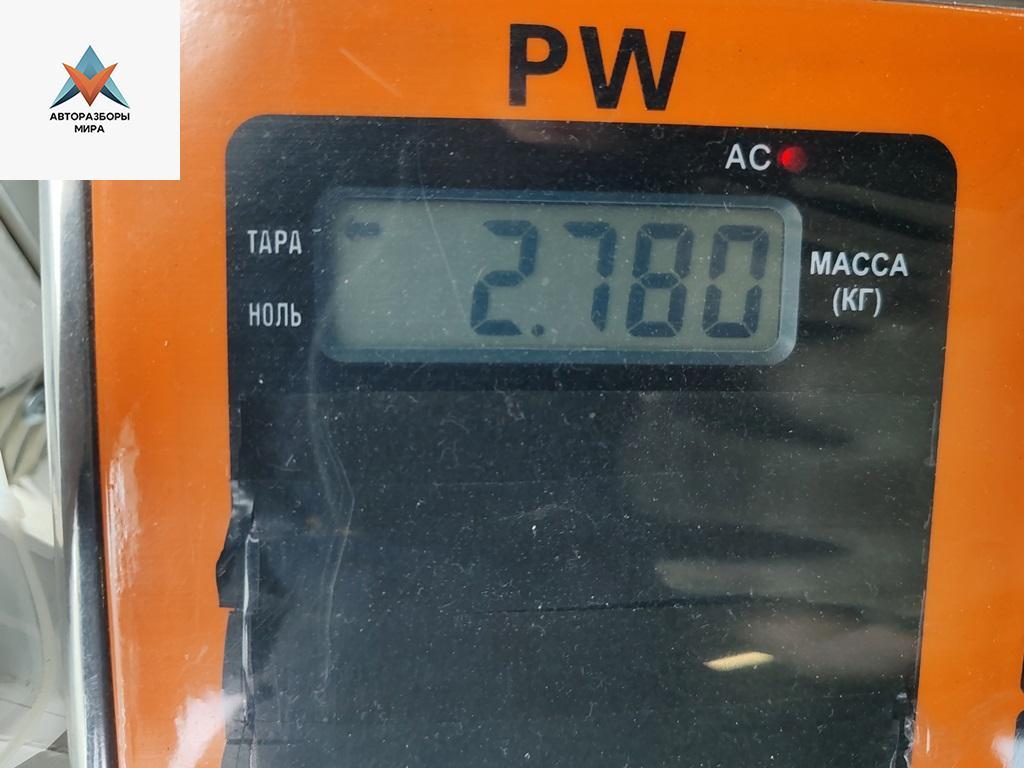 АВТОРАЗБОРЫ
МИРА
PW
AC
ТАРА
2.780
МАССА
(КГ)
НОЛЬ